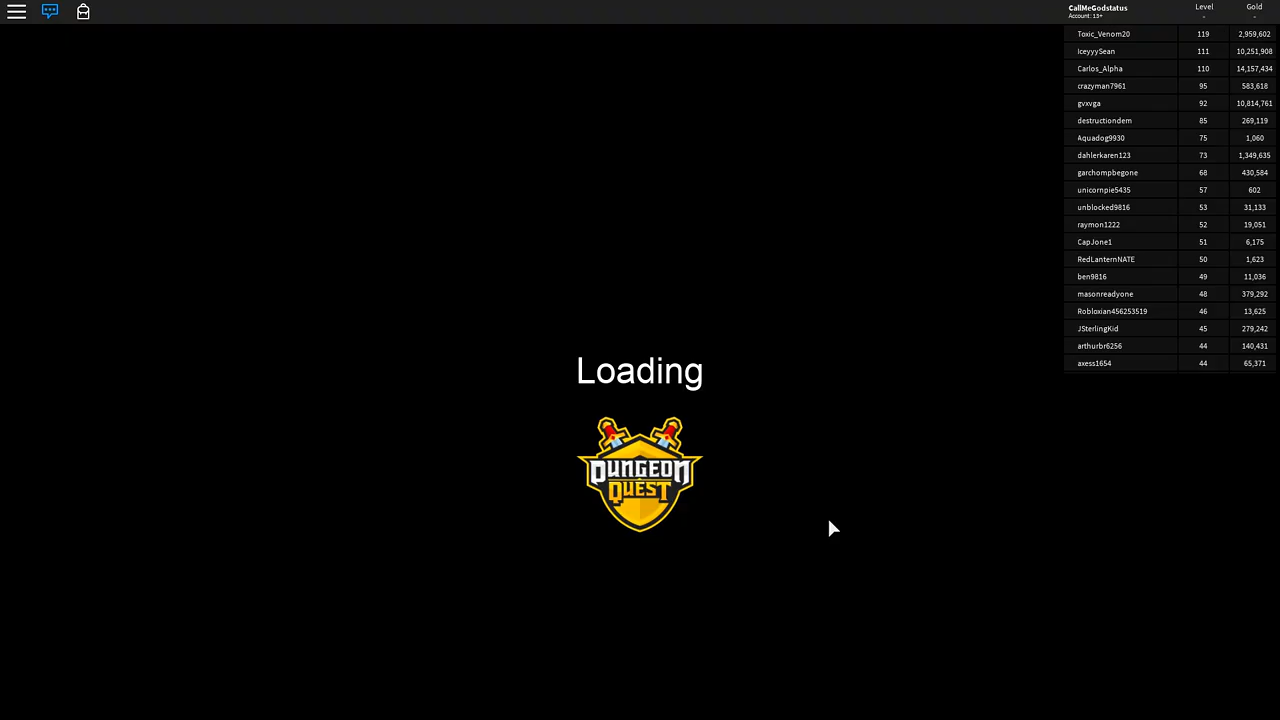 CallMeGodstatus Level Gold
Account: 13+ - -
Toxic_Venom20 119 2,959,602
IceyyySean 111 10,251,908
Carlos_Alpha 110 14,157,434
crazyman7961 95 583,618
gvxvga 92 10,814,761
destructiondem 85 269,119
Aquadog9930 75 1,060
dahlerkaren123 73 1,349,635
garchompbegone 68 430,584
unicornpie5435 57 602
unblocked9816 53 31,133
raymon1222 52 19,051
CapJone1 51 6,175
RedLanternNATE 50 1,623
ben9816 49 11,036
masonreadyone 48 379,292
Robloxian456253519 46 13,625
JSterlingKid 45 279,242
arthurbr6256 44 140,431
axess1654 44 65,371
Loading
DUNGEON
QUEST